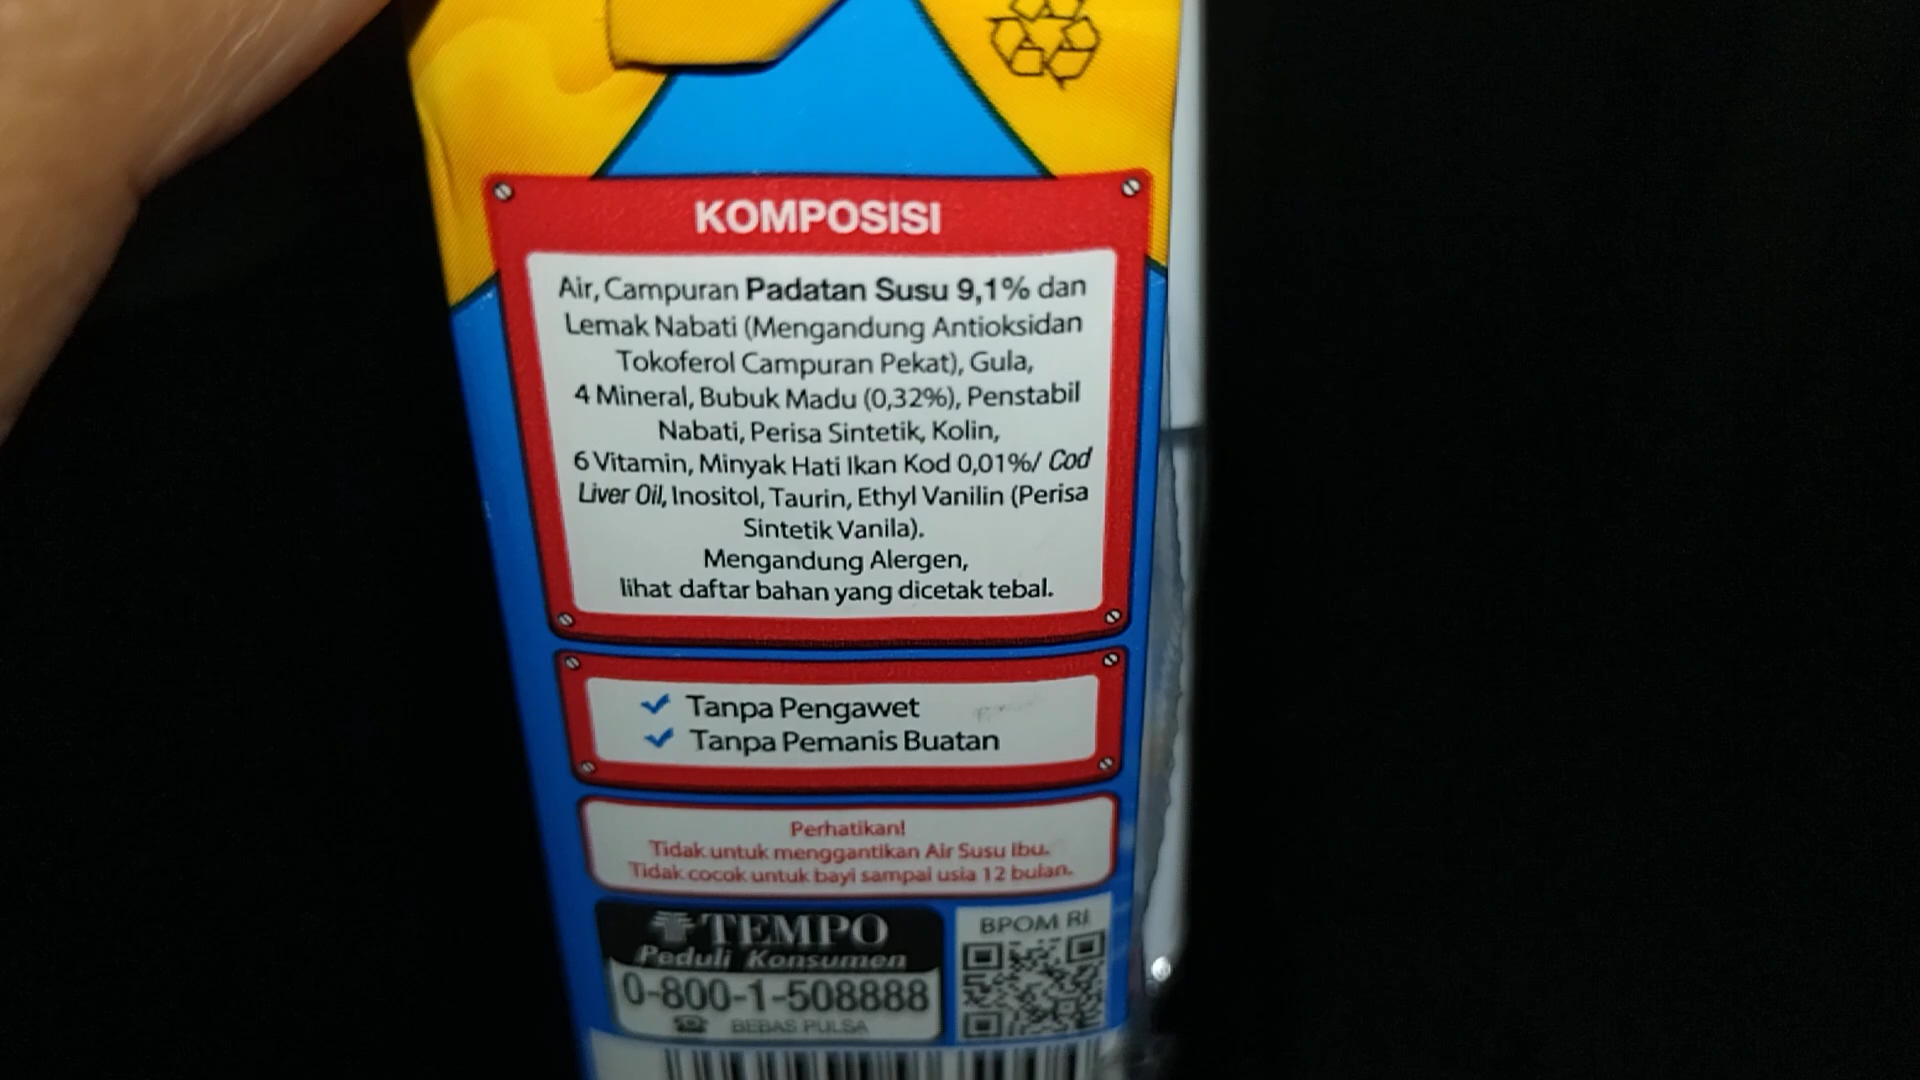 KOMPOSISI
Air, Campuran Padatan Susu 9,1% dan
Lemak Nabati (Mengandung Antioksidan
Tokoferol Campuran Pekat), Gula,
4 Mineral, Bubuk Madu (0,32%), Penstabil
Nabati, Perisa Sintetik, Kolin,
6 Vitamin, Minyak Hati Ikan Kod 0,01%/ Cod
Liver Oil, Inositol, Taurin, Ethyl Vanilin (Perisa
Sintetik Vanila).
Mengandung Alergen,
lihat daftar bahan yang dicetak tebal.
Tanpa Pengawet
Tanpa Pemanis Buatan
Perhatikan!
Tidak untuk menggantikan Air Susu Ibu.
Tidak cocok untuk bayi sampai usia 12 bulan.
TEMPO
Peduli Konsumen
0-800-1-508888
BEBAS PULSA
BPOM RI